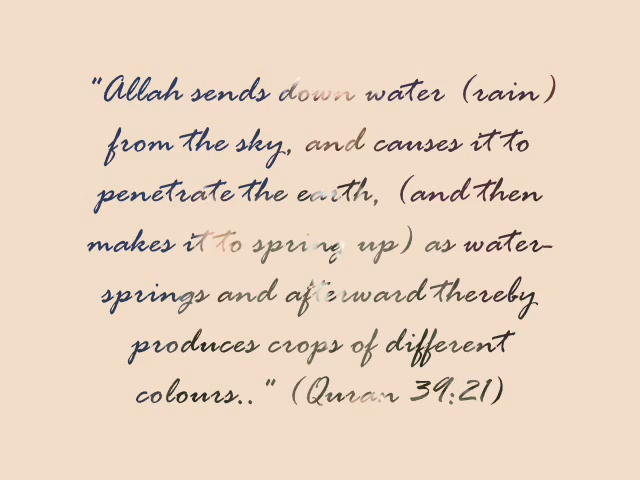 "Allah sends down water (rain)
from the sky, and causes it to
penetrate the earth, (and then
makes it to spring up) as water-
springs and afterward thereby
produces crops of different
colours.." (Quran 39:21)